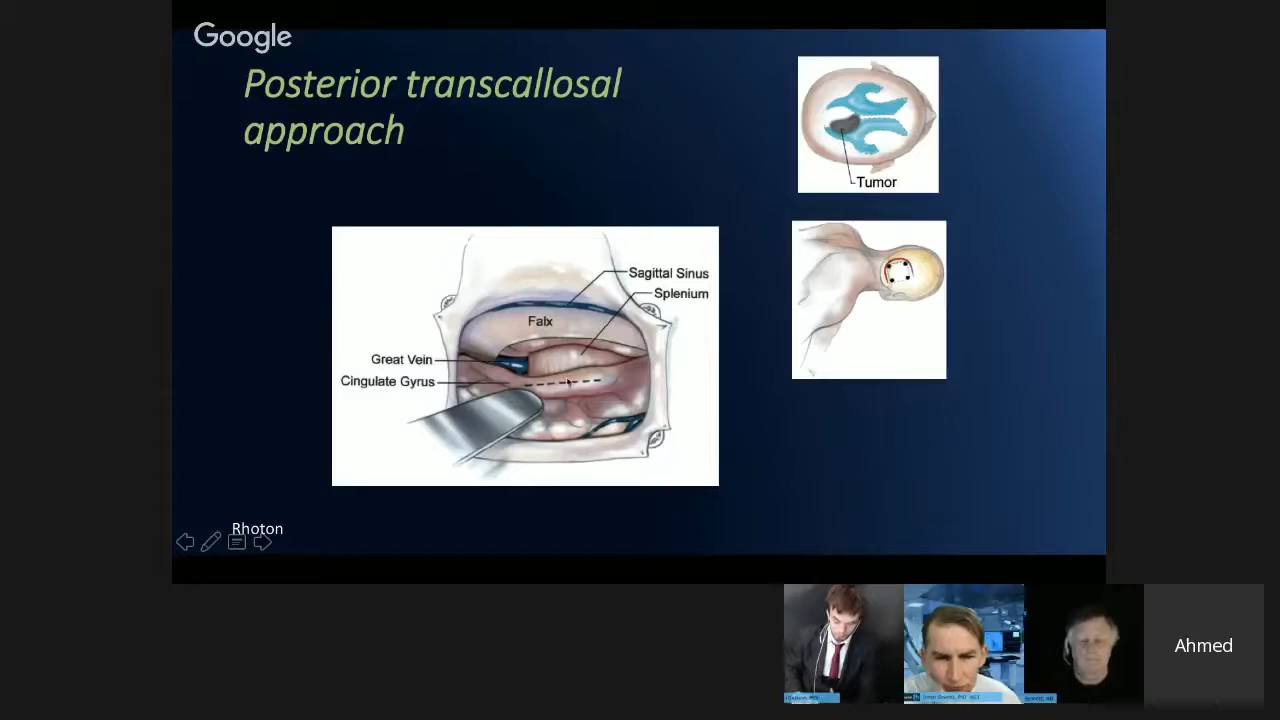 Google
Posterior transcallosal
approach
Tumor
Sagittal Sinus
Splenium
Falx
Great Vein
Cingulate Gyrus
Rhoton
Ahmed